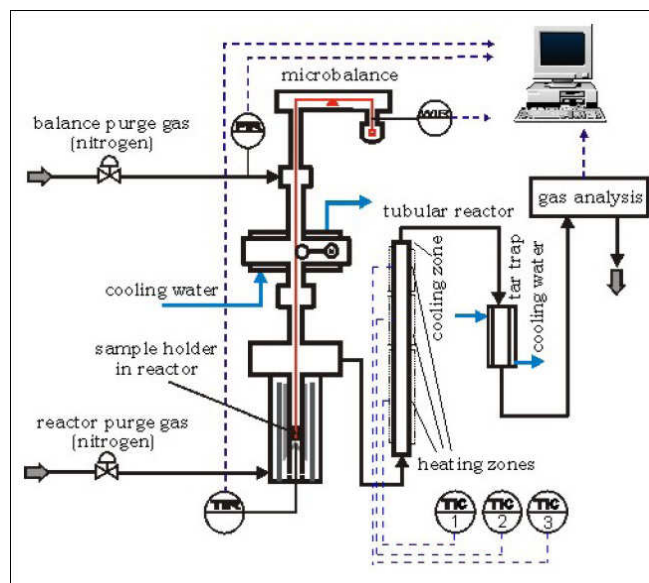 microbalance
PIR
WIR
balance purge gas
(nitrogen)
gas analysis
tubular reactor
cooling zone
tar trap
cooling water
cooling water
sample holder
in reactor
reactor purge gas
(nitrogen)
heating zones
TIR
TIC
1
TIC
2
TIC
3